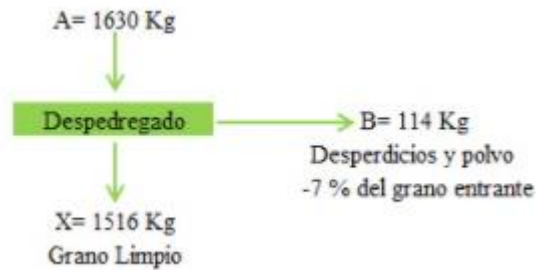 A= 1630 Kg
Despedregado
B= 114 Kg
Desperdicios y polvo
-7 % del grano entrante
X= 1516 Kg
Grano Limpio